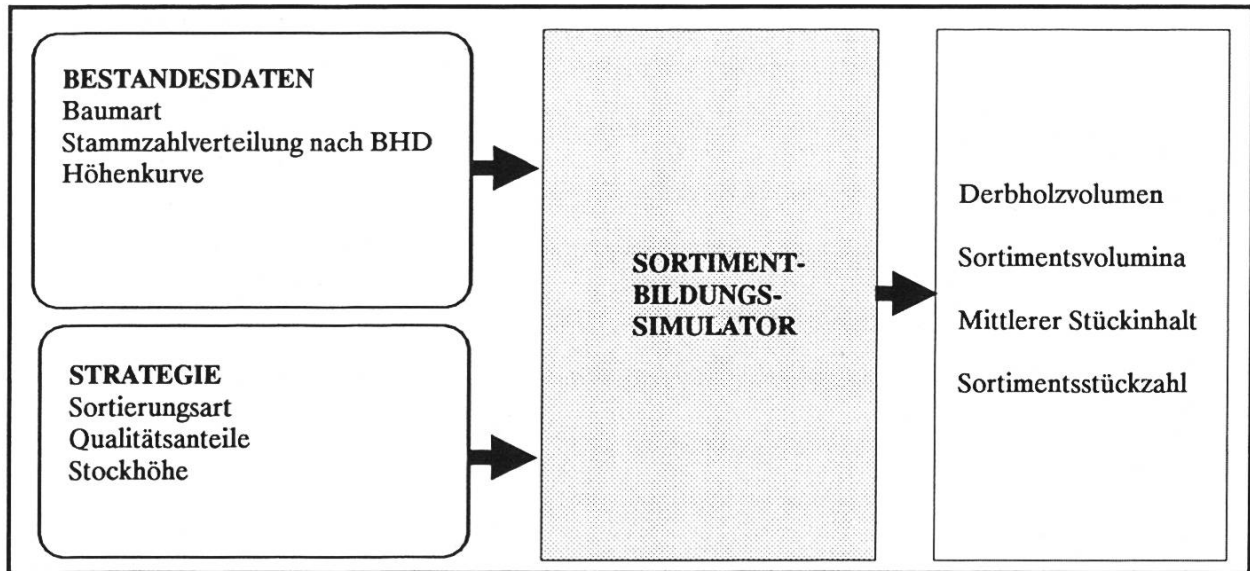 BESTANDESDATEN
Baumart
Stammzahlverteilung nach BHD
Höhenkurve
STRATEGIE
Sortierungsart
Qualitätsanteile
Stockhöhe
SORTIMENT-
BILDUNGS-
SIMULATOR
Derbholzvolumen
Sortimentsvolumina
Mittlerer Stückinhalt
Sortimentsstückzahl